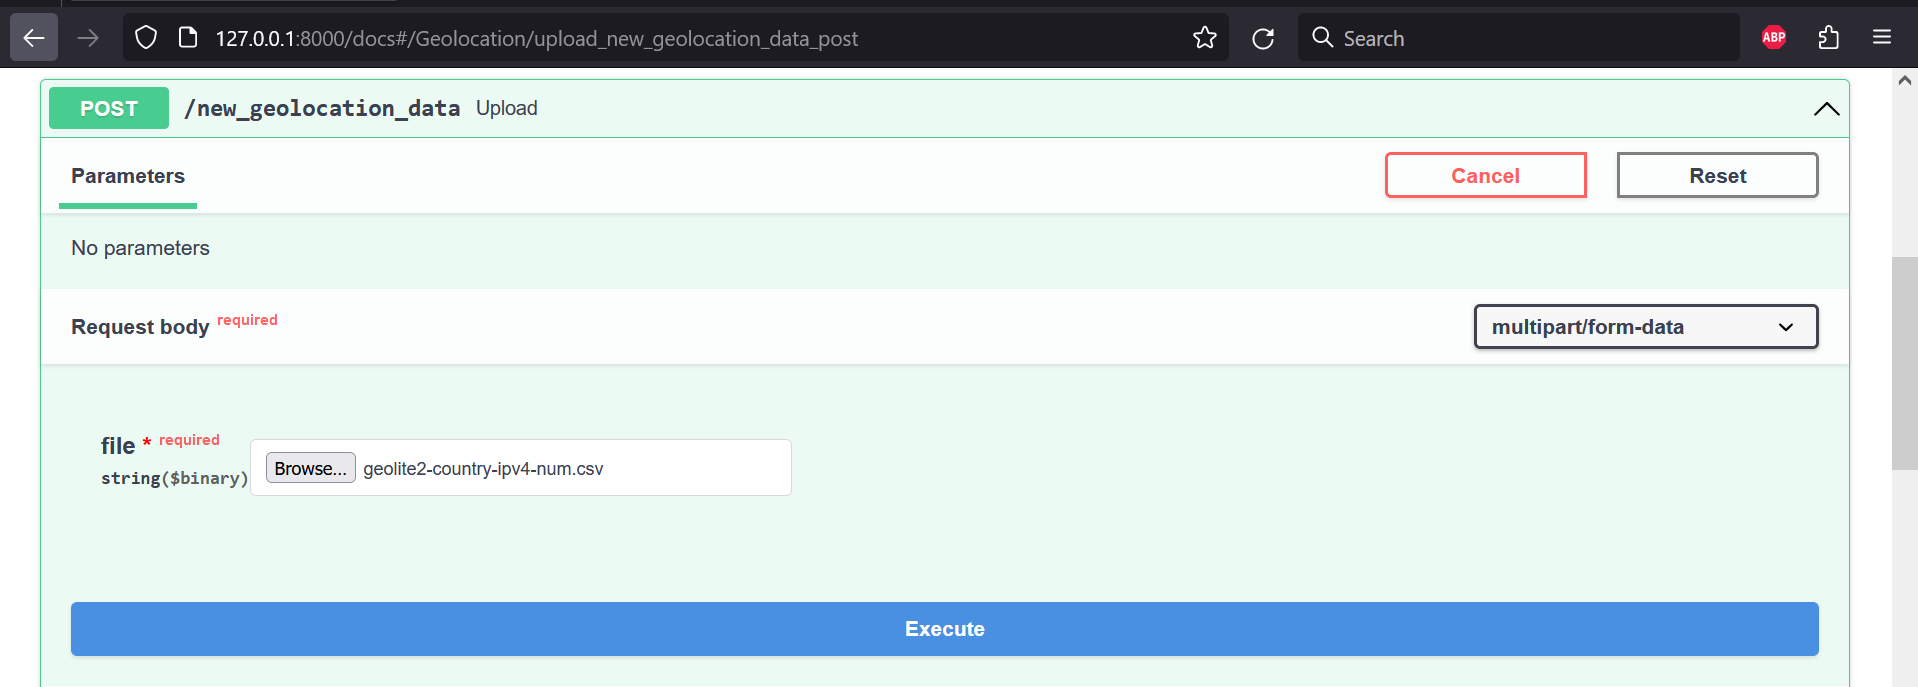 127.0.0.1:8000/docs#/Geolocation/upload_new_geolocation_data_post
Search
ABP
POST /new_geolocation_data Upload
Parameters
Cancel
Reset
No parameters
Request body required
multipart/form-data
file * required
string($binary)
Browse... geolite2-country-ipv4-num.csv
Execute